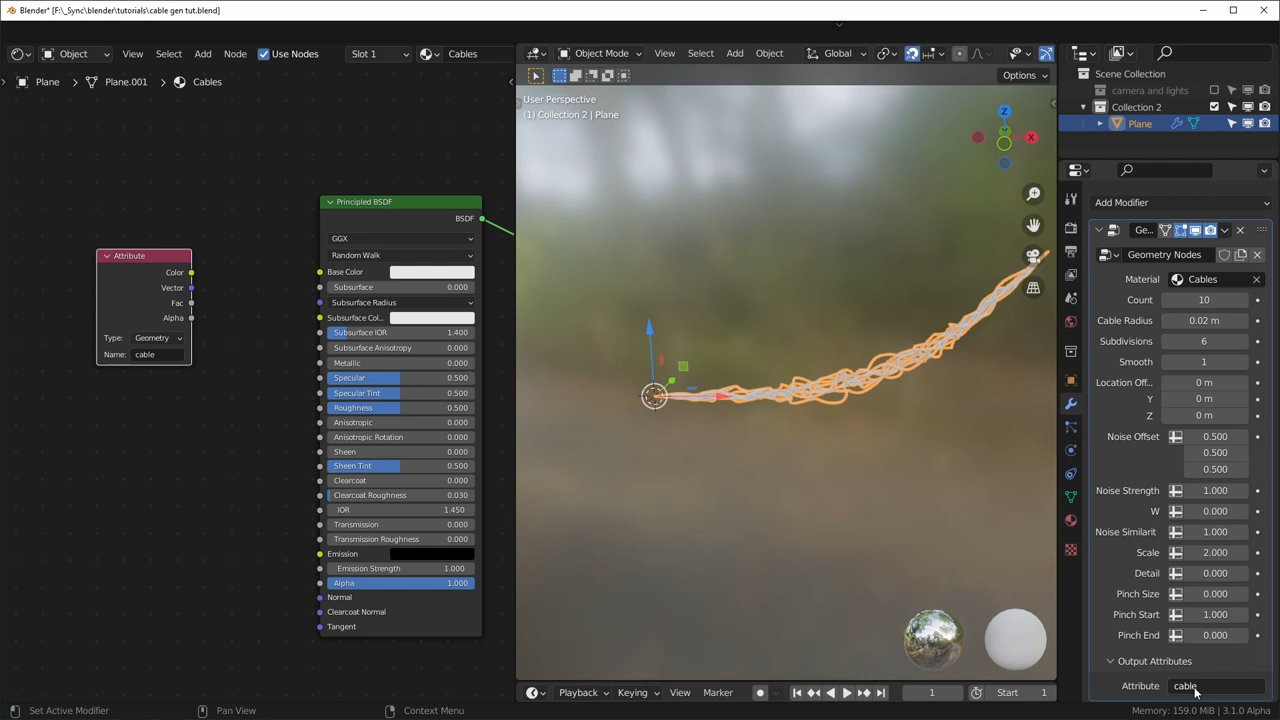 Blender* [F:\_Sync\Blender\tutorials\cable gen tut.blend]
Object View Select Add Node Use Nodes Slot 1 Cables
Plane > Plane.001 > Cables
Attribute
Color
Vector
Fac
Alpha
Type: Geometry
Name: cable
Principled BSDF
BSDF
GGX
Random Walk
Base Color
Subsurface 0.000
Subsurface Radius
Subsurface Col...
Subsurface IOR 1.400
Subsurface Anisotropy 0.000
Metallic 0.000
Specular 0.500
Specular Tint 0.500
Roughness 0.500
Anisotropic 0.000
Anisotropic Rotation 0.000
Sheen 0.000
Sheen Tint 0.500
Clearcoat 0.000
Clearcoat Roughness 0.030
IOR 1.450
Transmission 0.000
Transmission Roughness 0.000
Emission
Emission Strength 1.000
Alpha 1.000
Normal
Clearcoat Normal
Tangent
Object Mode View Select Add Object Global
Options
User Perspective
(1) Collection 2 | Plane
Z
Y
X
Playback Keying View Marker 1 Start 1
Scene Collection
camera and lights
Collection 2
Plane
Add Modifier
Ge...
Geometry Nodes
Material Cables
Count 10
Cable Radius 0.02 m
Subdivisions 6
Smooth 1
Location Off... 0 m
Y 0 m
Z 0 m
Noise Offset 0.500
0.500
0.500
Noise Strength 1.000
W 0.000
Noise Similarit 1.000
Scale 2.000
Detail 0.000
Pinch Size 0.000
Pinch Start 1.000
Pinch End 0.000
Output Attributes
Attribute cable
Set Active Modifier Pan View Context Menu Memory: 159.0 MiB | 3.1.0 Alpha